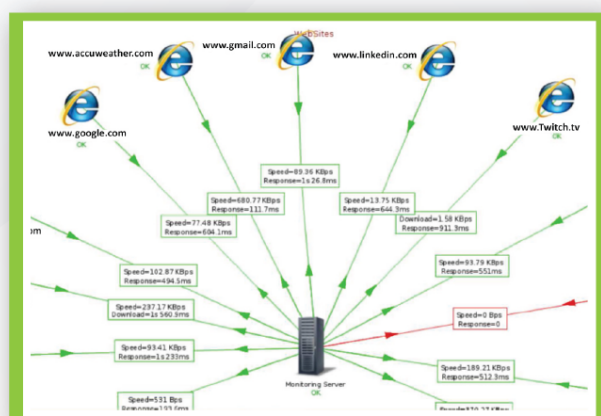 WebSites
www.accuweather.com
OK
www.gmail.com
OK
www.linkedin.com
OK
www.google.com
OK
www.Twitch.tv
OK
Speed=89.36 KBps
Response=1s 26.8ms
Speed=680.77 KBps
Response=111.7ms
Speed=13.75 KBps
Response=644.3ms
Speed=77.48 KBps
Response=604.1ms
Download=1.58 KBps
Response=911.3ms
om
Speed=102.87 KBps
Response=494.5ms
Speed=93.79 KBps
Response=551ms
Speed=237.17 KBps
Download=1s 560.9ms
Speed=0 Bps
Response=0
Speed=93.41 KBps
Response=1s 233ms
Speed=189.21 KBps
Response=512.3ms
Monitoring Server
OK
Speed=531 Bps